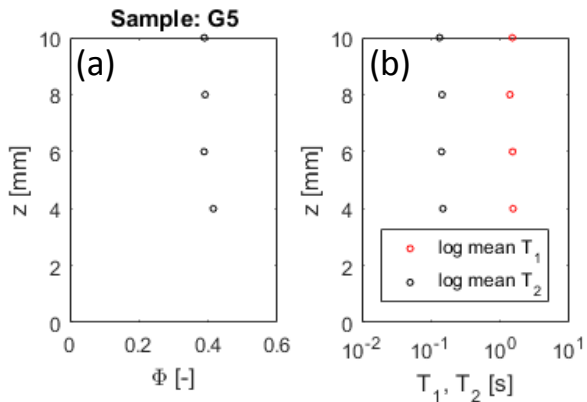 Sample: G5
(a)
z [mm]
10
8
6
4
2
0
0
0.2
0.4
0.6
Φ [-]
(b)
z [mm]
10
8
6
4
2
0
log mean T₁
log mean T₂
10⁻²
10⁻¹
10⁰
10¹
T₁, T₂ [s]